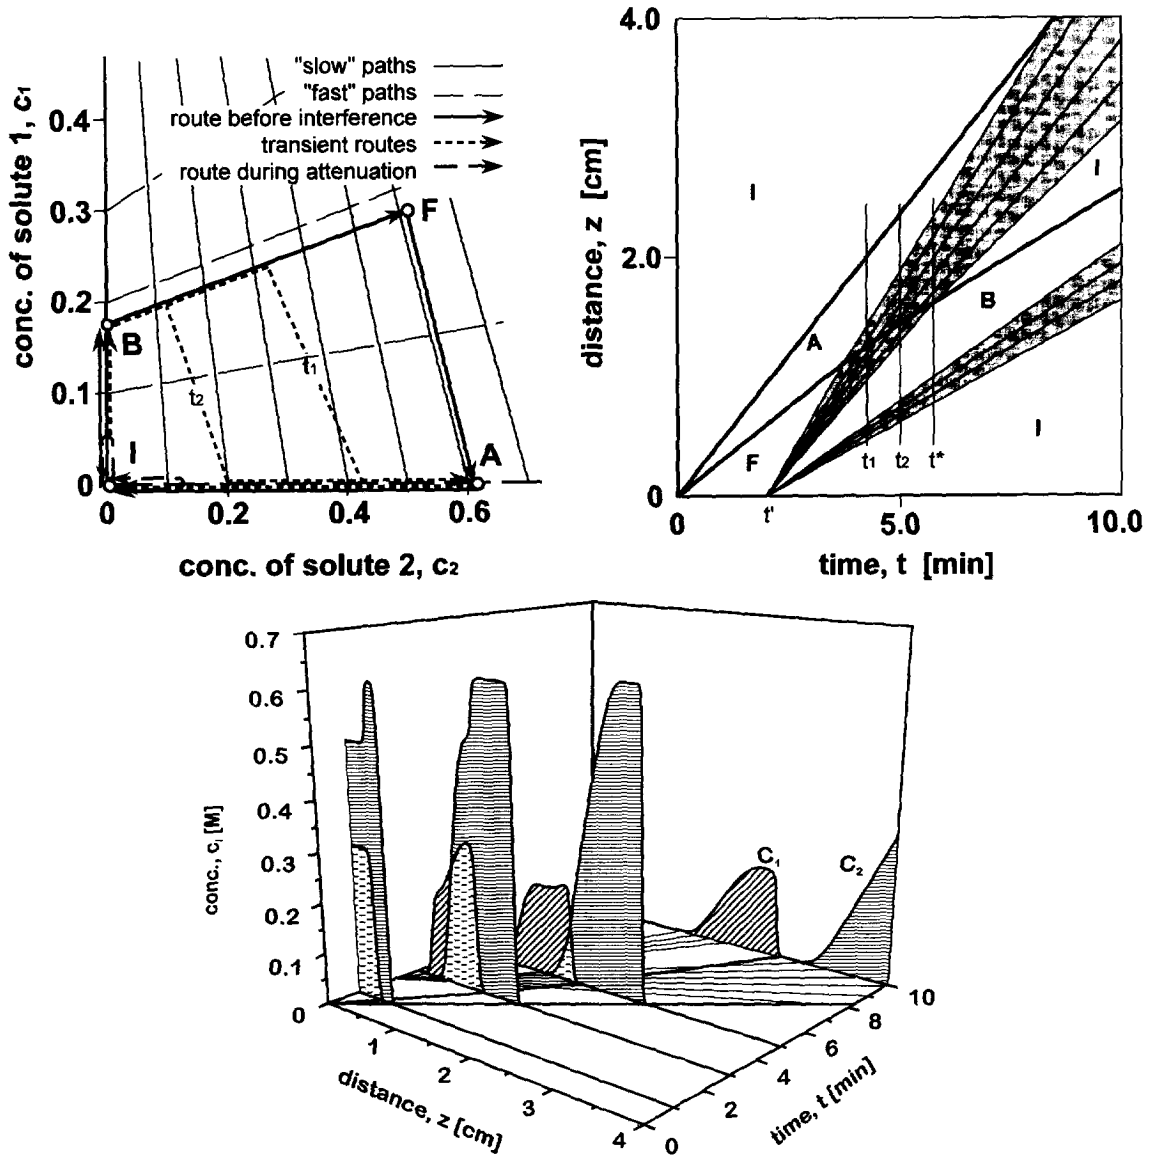 "slow" paths
"fast" paths
route before interference
transient routes
route during attenuation
conc. of solute 1, c1
0.4
0.3
0.2
0.1
0
F
B
I
A
t1
t2
0 0.2 0.4 0.6
conc. of solute 2, c2
4.0
2.0
0
distance, z [cm]
I
I
A
B
F
I
t1 t2 t*
t'
0 5.0 10.0
time, t [min]
0.7
0.6
0.5
0.4
0.3
0.2
0.1
0
conc., ci [M]
C1
C2
1
2
3
4
distance, z [cm]
0
2
4
6
8
10
time, t [min]